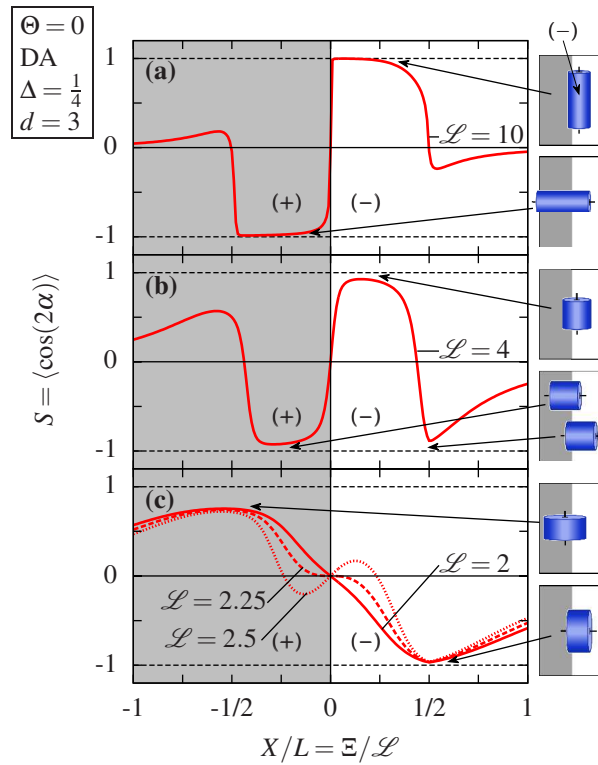 Θ = 0
DA
Δ = 1/4
d = 3
(−)
1
(a)
ℒ = 10
0
(+) (−)
-1
1
(b)
ℒ = 4
0
(+) (−)
-1
1
(c)
ℒ = 2
0
ℒ = 2.25
ℒ = 2.5 (+) (−)
-1
-1 -1/2 0 1/2 1
X/L = Ξ/ℒ
S = ⟨cos(2α)⟩